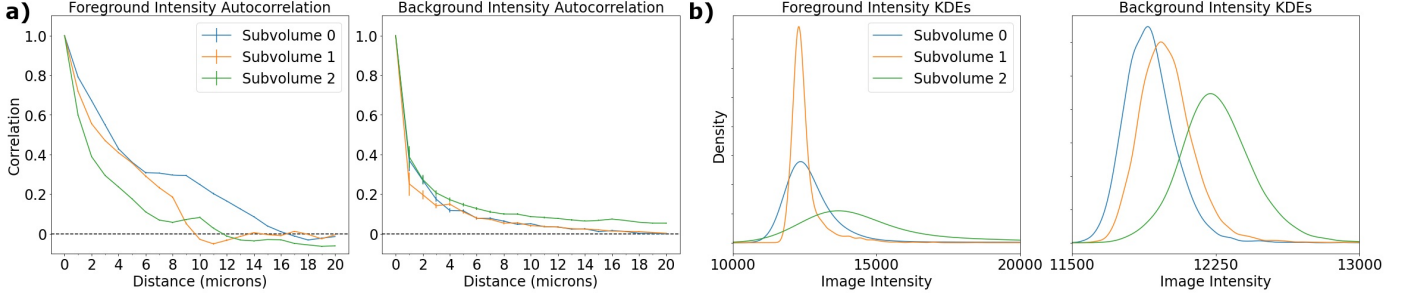 a)
Foreground Intensity Autocorrelation
Correlation
1.0
0.8
0.6
0.4
0.2
0
Subvolume 0
Subvolume 1
Subvolume 2
0 2 4 6 8 10 12 14 16 18 20
Distance (microns)
Background Intensity Autocorrelation
1.0
0.8
0.6
0.4
0.2
0
0 2 4 6 8 10 12 14 16 18 20
Distance (microns)
b)
Foreground Intensity KDEs
Density
Subvolume 0
Subvolume 1
Subvolume 2
10000 15000 20000
Image Intensity
Background Intensity KDEs
11500 12250 13000
Image Intensity